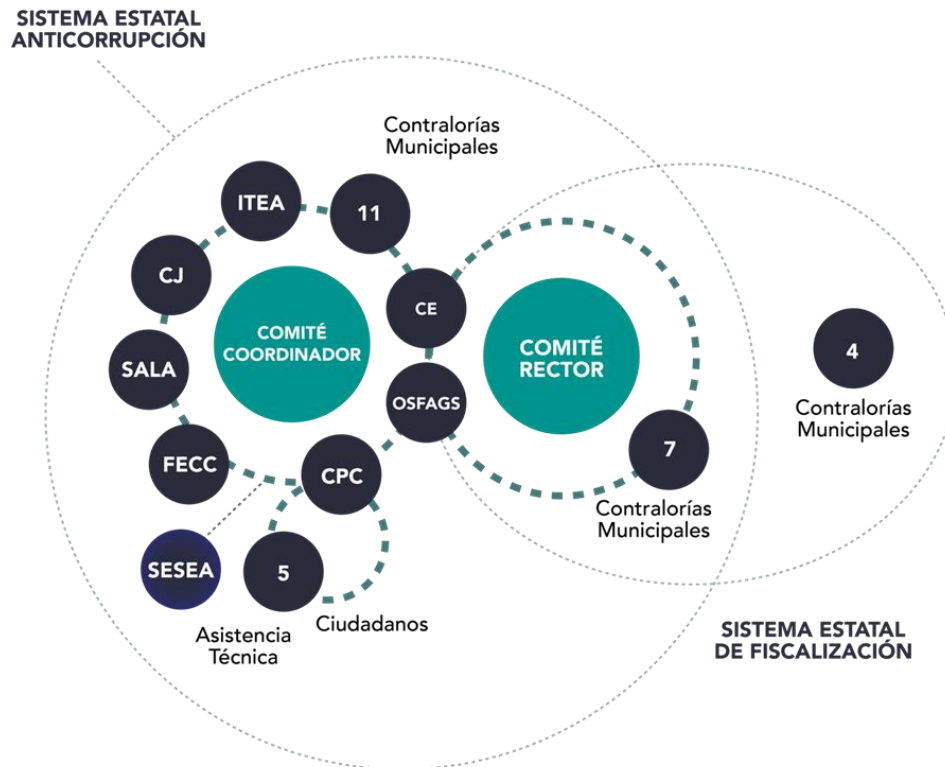 SISTEMA ESTATAL
ANTICORRUPCIÓN
Contralorías
Municipales
ITEA
11
CJ
CE
COMITÉ
COORDINADOR
COMITÉ
RECTOR
SALA
OSFAGS
4
Contralorías
Municipales
FECC
CPC
7
Contralorías
Municipales
SESEA
5
Ciudadanos
Asistencia
Técnica
SISTEMA ESTATAL
DE FISCALIZACIÓN